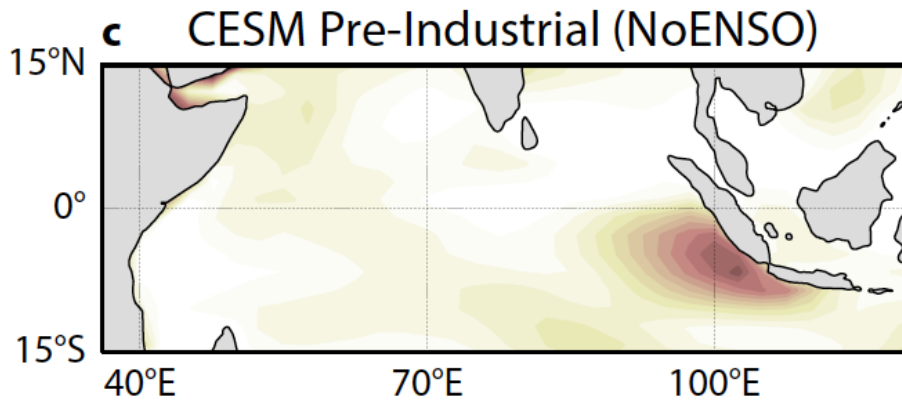 c CESM Pre-Industrial (NoENSO)
15°N
0°
15°S
40°E 70°E 100°E